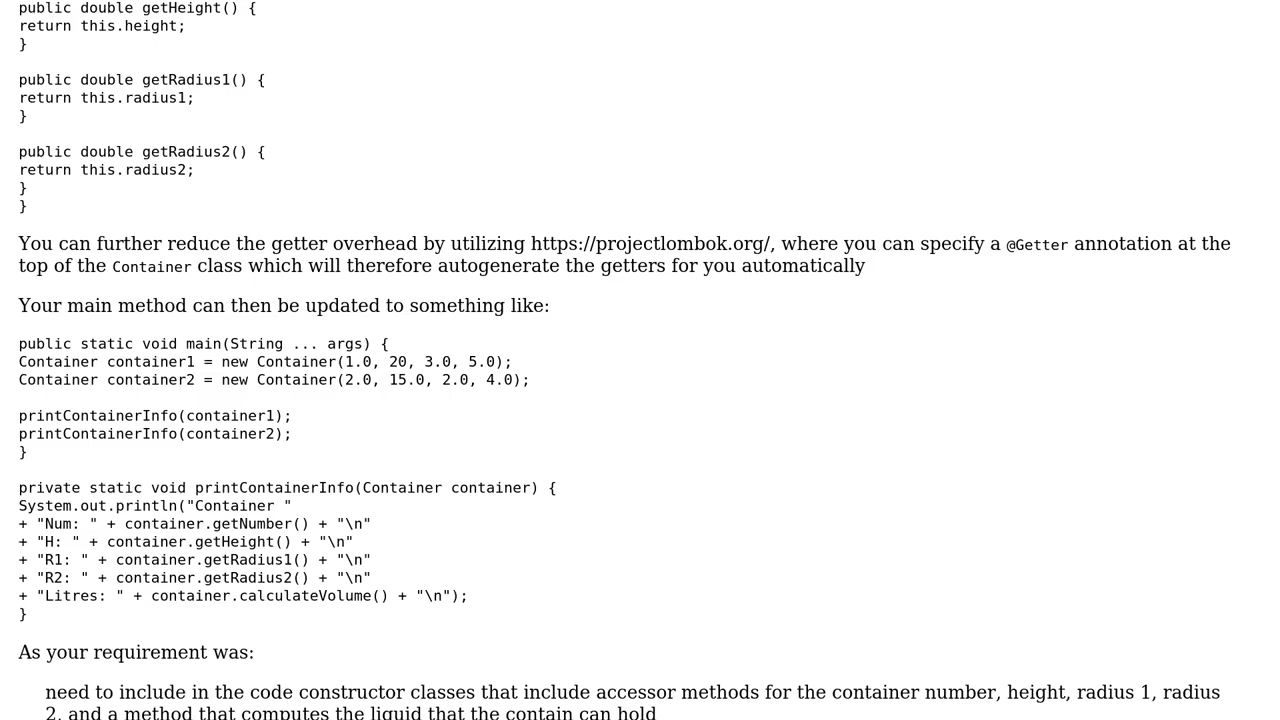 public double getHeight() {
return this.height;
}
public double getRadius1() {
return this.radius1;
}
public double getRadius2() {
return this.radius2;
}
}
You can further reduce the getter overhead by utilizing https://projectlombok.org/, where you can specify a @Getter annotation at the
top of the Container class which will therefore autogenerate the getters for you automatically
Your main method can then be updated to something like:
public static void main(String ... args) {
Container container1 = new Container(1.0, 20, 3.0, 5.0);
Container container2 = new Container(2.0, 15.0, 2.0, 4.0);
printContainerInfo(container1);
printContainerInfo(container2);
}
private static void printContainerInfo(Container container) {
System.out.println("Container "
+ "Num: " + container.getNumber() + "\n"
+ "H: " + container.getHeight() + "\n"
+ "R1: " + container.getRadius1() + "\n"
+ "R2: " + container.getRadius2() + "\n"
+ "Litres: " + container.calculateVolume() + "\n");
}
As your requirement was:
need to include in the code constructor classes that include accessor methods for the container number, height, radius 1, radius
2, and a method that computes the liquid that the contain can hold